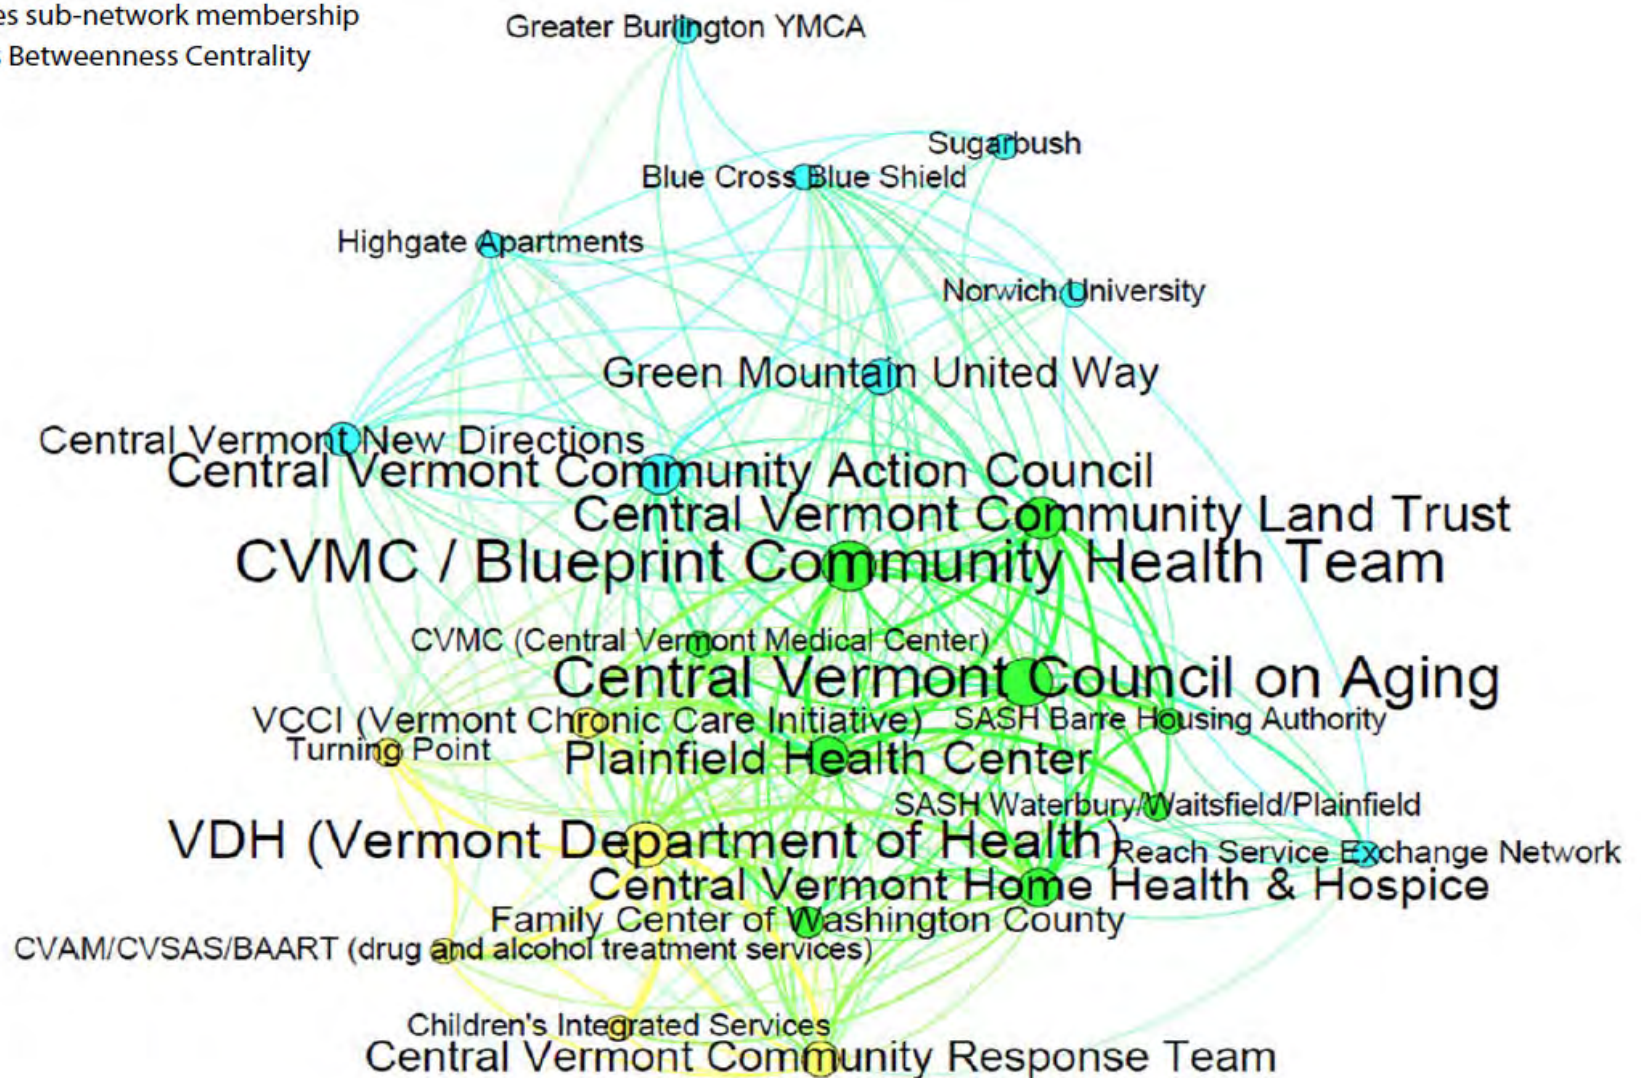 es sub-network membership
s Betweenness Centrality
Greater Burlington YMCA
Sugarbush
Blue Cross Blue Shield
Highgate Apartments
Norwich University
Green Mountain United Way
Central Vermont New Directions
Central Vermont Community Action Council
Central Vermont Community Land Trust
CVMC / Blueprint Community Health Team
CVMC (Central Vermont Medical Center)
Central Vermont Council on Aging
VCCI (Vermont Chronic Care Initiative)
SASH Barre Housing Authority
Turning Point
Plainfield Health Center
SASH Waterbury/Waitsfield/Plainfield
VDH (Vermont Department of Health)
Reach Service Exchange Network
Central Vermont Home Health & Hospice
Family Center of Washington County
CVAM/CVSAS/BAART (drug and alcohol treatment services)
Children's Integrated Services
Central Vermont Community Response Team